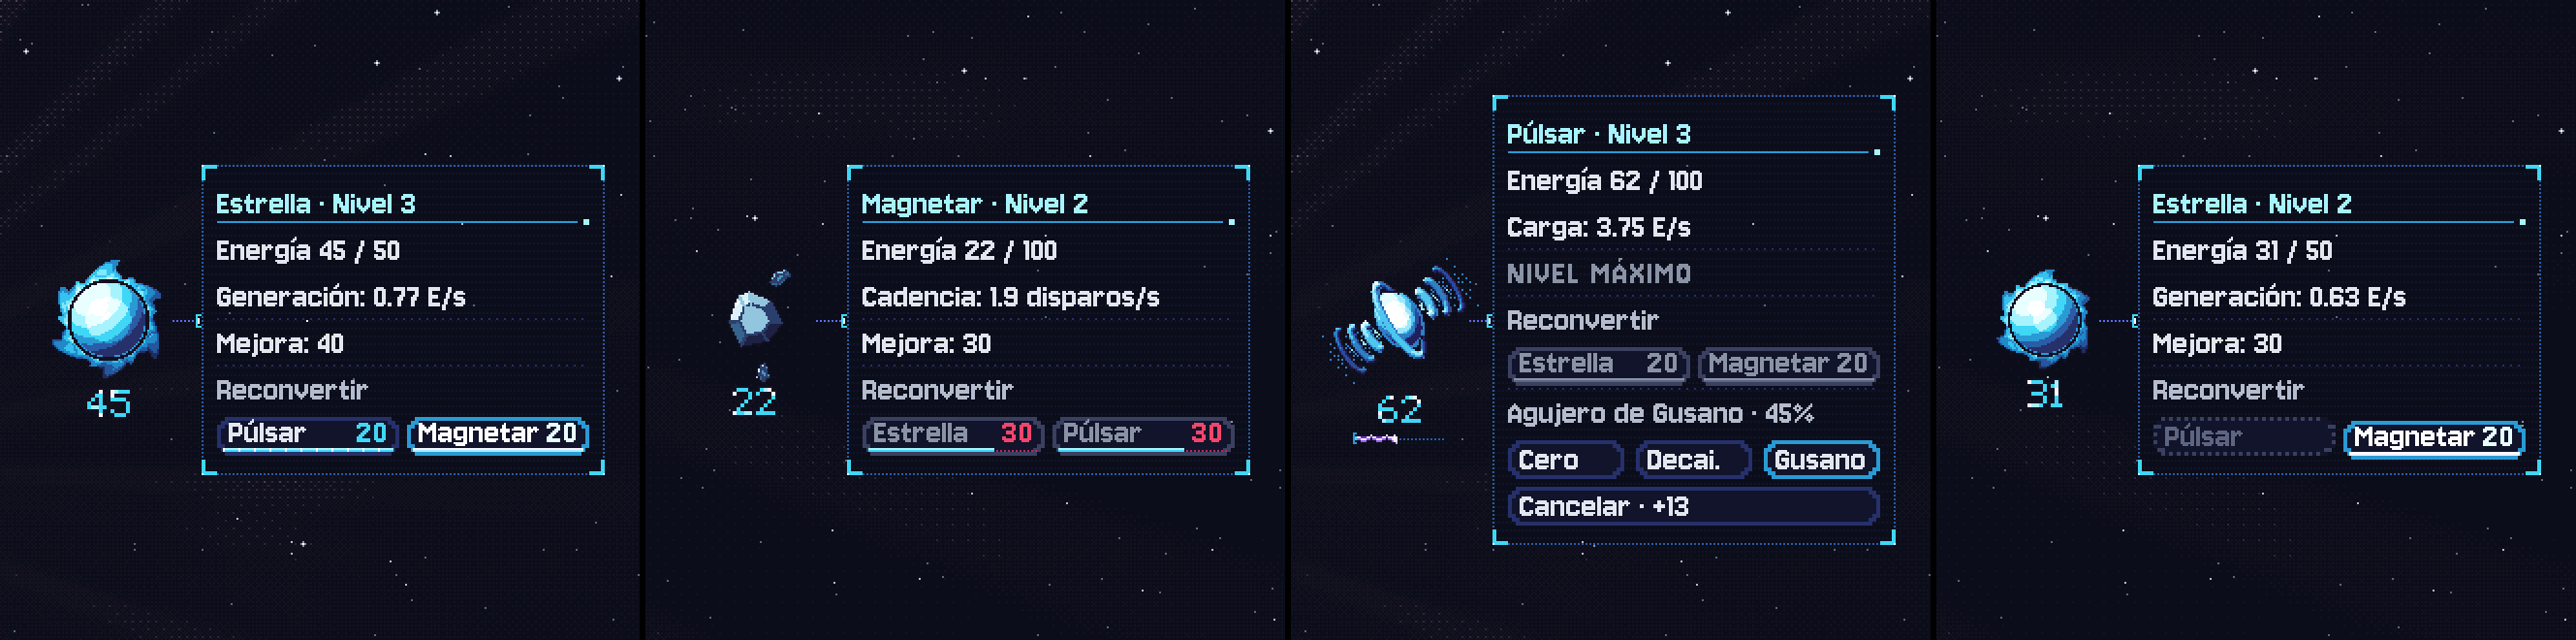 Estrella · Nivel 3
Energía 45 / 50
Generación: 0.77 E/s
Mejora: 40
Reconvertir
Púlsar 20 Magnetar 20
45
Magnetar · Nivel 2
Energía 22 / 100
Cadencia: 1.9 disparos/s
Mejora: 30
Reconvertir
Estrella 30 Púlsar 30
22
Púlsar · Nivel 3
Energía 62 / 100
Carga: 3.75 E/s
NIVEL MÁXIMO
Reconvertir
Estrella 20 Magnetar 20
Agujero de Gusano · 45%
Cero Decai. Gusano
Cancelar · +13
62
Estrella · Nivel 2
Energía 31 / 50
Generación: 0.63 E/s
Mejora: 30
Reconvertir
Púlsar Magnetar 20
31